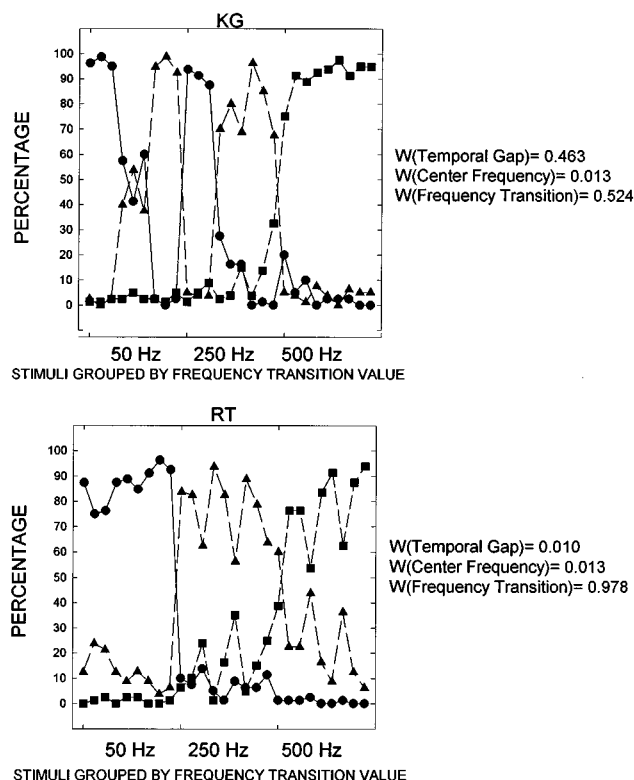 KG
100
90
80
70
60
50
40
30
20
10
0
PERCENTAGE
W(Temporal Gap)= 0.463
W(Center Frequency)= 0.013
W(Frequency Transition)= 0.524
50 Hz 250 Hz 500 Hz
STIMULI GROUPED BY FREQUENCY TRANSITION VALUE
RT
100
90
80
70
60
50
40
30
20
10
0
PERCENTAGE
W(Temporal Gap)= 0.010
W(Center Frequency)= 0.013
W(Frequency Transition)= 0.978
50 Hz 250 Hz 500 Hz
STIMULI GROUPED BY FREQUENCY TRANSITION VALUE